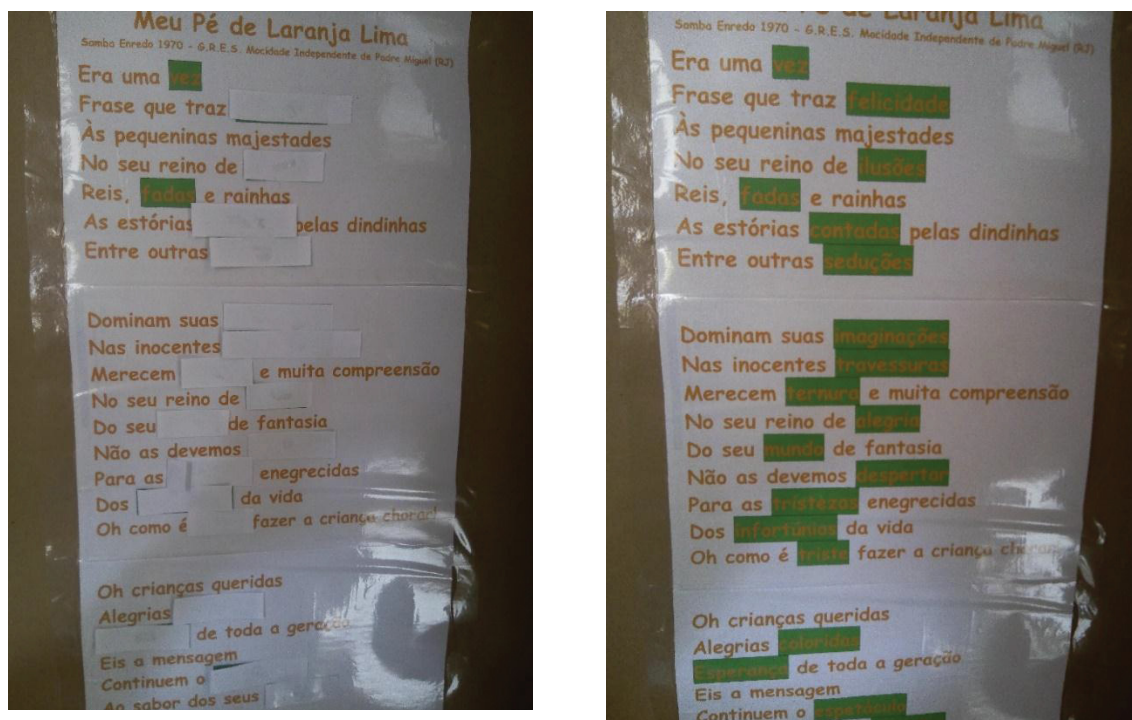 Meu Pé de Laranja Lima
Samba Enredo 1970 - G.R.E.S. Mocidade Independente de Padre Miguel (RJ)
Era uma vez
Frase que traz
Às pequeninas majestades
No seu reino de
Reis, fadas e rainhas
As estórias pelas dindinhas
Entre outras
Dominam suas
Nas inocentes
Merecem e muita compreensão
No seu reino de
Do seu de fantasia
Não as devemos
Para as enegrecidas
Dos da vida
Oh como é fazer a criança chorar!
Oh crianças queridas
Alegrias
de toda a geração
Eis a mensagem
Continuem o
Ao sabor dos seus
Pé de Laranja Lima
Samba Enredo 1970 - G.R.E.S. Mocidade Independente de Padre Miguel (RJ)
Era uma vez
Frase que traz felicidade
Às pequeninas majestades
No seu reino de ilusões
Reis, fadas e rainhas
As estórias contadas pelas dindinhas
Entre outras seduções
Dominam suas imaginações
Nas inocentes travessuras
Merecem ternura e muita compreensão
No seu reino de alegria
Do seu mundo de fantasia
Não as devemos despertar
Para as tristezas enegrecidas
Dos infortúnios da vida
Oh como é triste fazer a criança chorar
Oh crianças queridas
Alegrias coloridas
Esperança de toda a geração
Eis a mensagem
Continuem o espetáculo